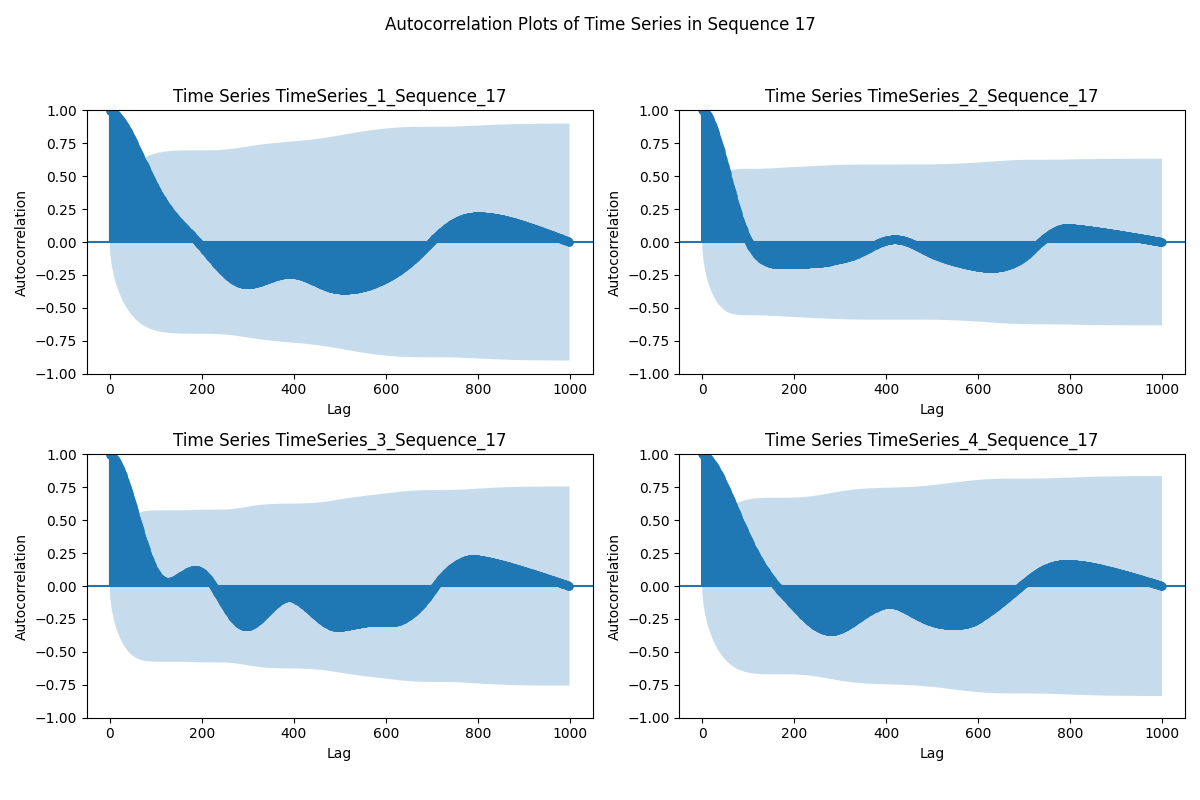 Autocorrelation Plots of Time Series in Sequence 17
Time Series TimeSeries_1_Sequence_17
1.00
0.75
0.50
0.25
0.00
−0.25
−0.50
−0.75
−1.00
Autocorrelation
0 200 400 600 800 1000
Lag
Time Series TimeSeries_2_Sequence_17
1.00
0.75
0.50
0.25
0.00
−0.25
−0.50
−0.75
−1.00
Autocorrelation
0 200 400 600 800 1000
Lag
Time Series TimeSeries_3_Sequence_17
1.00
0.75
0.50
0.25
0.00
−0.25
−0.50
−0.75
−1.00
Autocorrelation
0 200 400 600 800 1000
Lag
Time Series TimeSeries_4_Sequence_17
1.00
0.75
0.50
0.25
0.00
−0.25
−0.50
−0.75
−1.00
Autocorrelation
0 200 400 600 800 1000
Lag